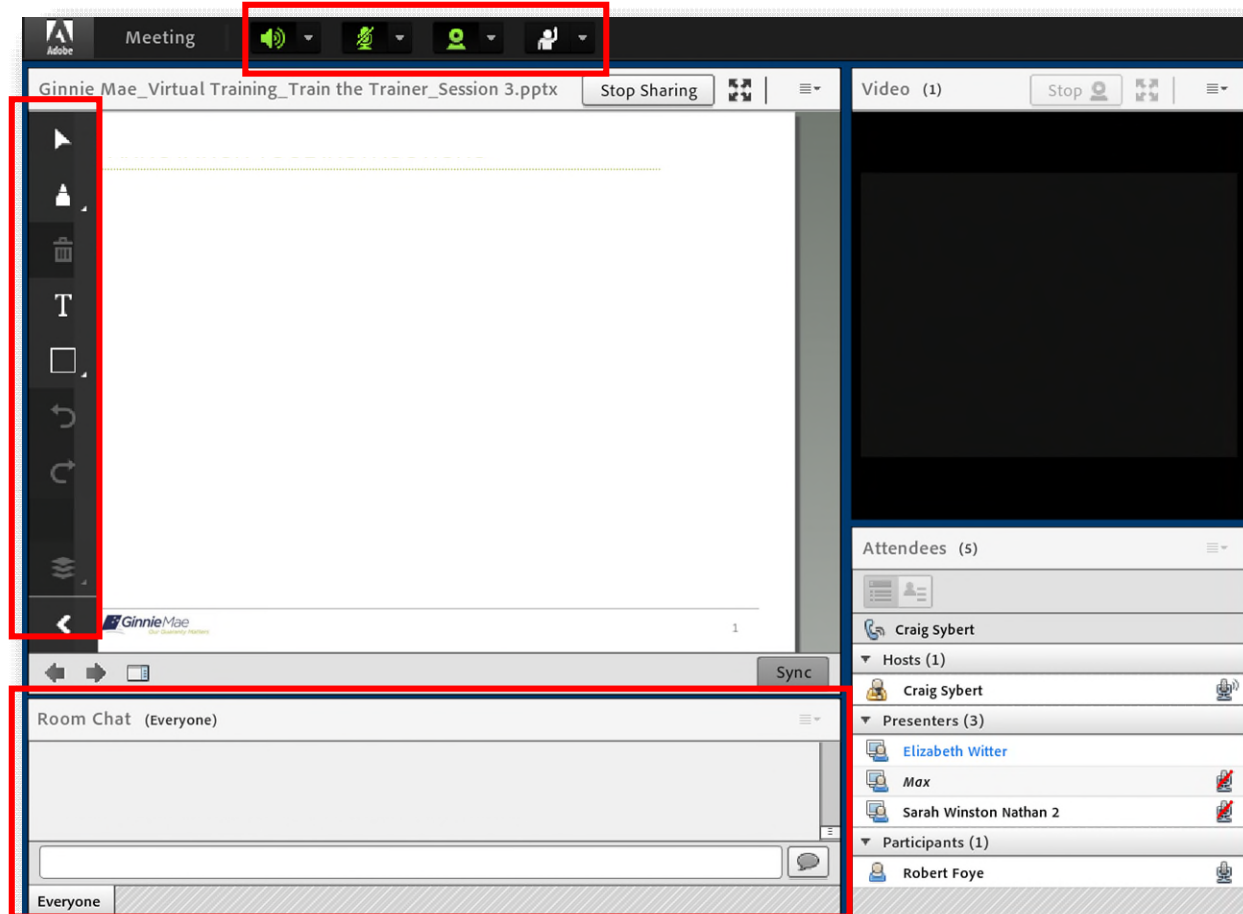 Adobe Meeting
Ginnie Mae_Virtual Training_Train the Trainer_Session 3.pptx Stop Sharing
T
GinnieMae
Our Guaranty Matters
1
Sync
Room Chat (Everyone)
Everyone
Video (1) Stop
Attendees (5)
Craig Sybert
Hosts (1)
Craig Sybert
Presenters (3)
Elizabeth Witter
Max
Sarah Winston Nathan 2
Participants (1)
Robert Foye